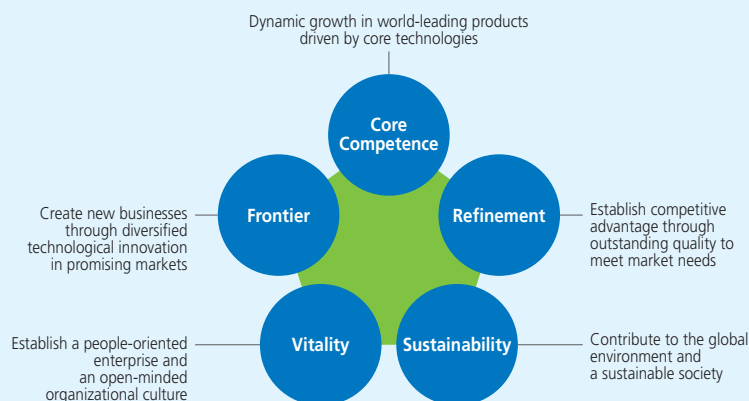 Dynamic growth in world-leading products
driven by core technologies
Core
Competence
Frontier
Refinement
Create new businesses
through diversified
technological innovation
in promising markets
Establish competitive
advantage through
outstanding quality to
meet market needs
Vitality
Sustainability
Establish a people-oriented
enterprise and
an open-minded
organizational culture
Contribute to the global
environment and
a sustainable society